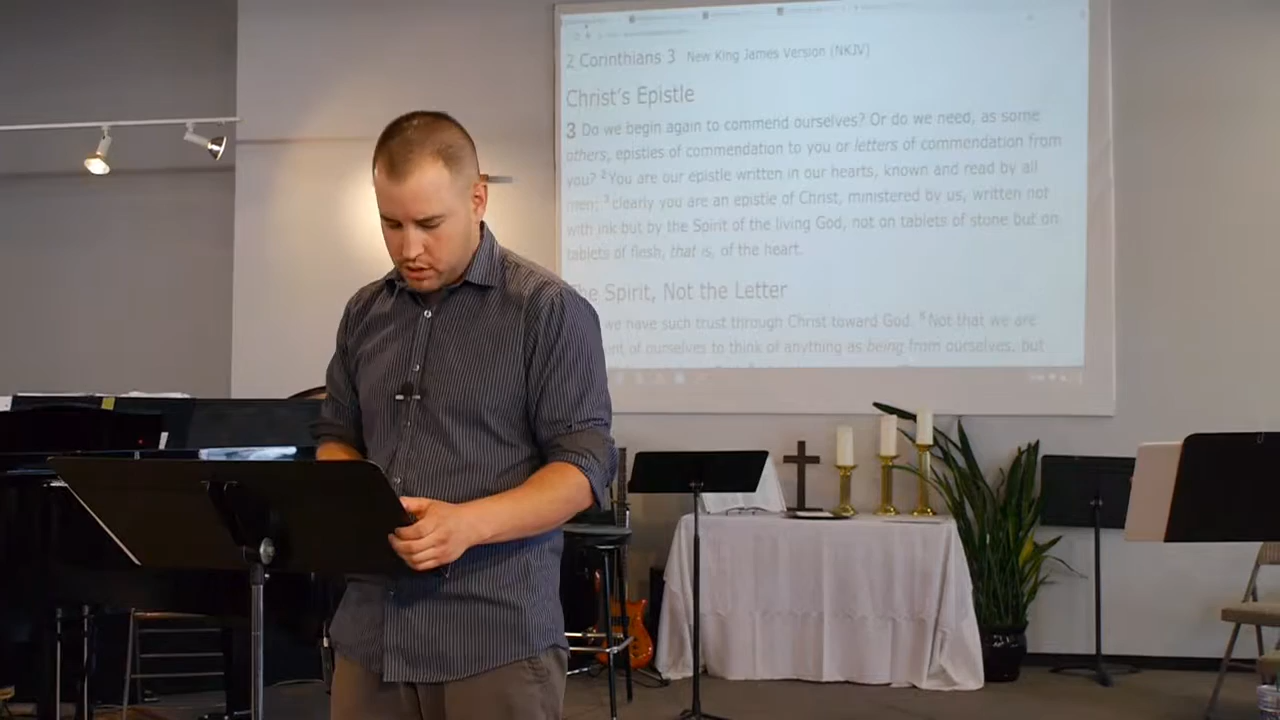 2 Corinthians 3 New King James Version (NKJV)
Christ's Epistle
3 Do we begin again to commend ourselves? Or do we need, as some
others, epistles of commendation to you or letters of commendation from
you? 2 You are our epistle written in our hearts, known and read by all
men; 3 clearly you are an epistle of Christ, ministered by us, written not
with ink but by the Spirit of the living God, not on tablets of stone but on
tablets of flesh, that is, of the heart.
The Spirit, Not the Letter
we have such trust through Christ toward God. 5 Not that we are
of ourselves to think of anything as being from ourselves, but